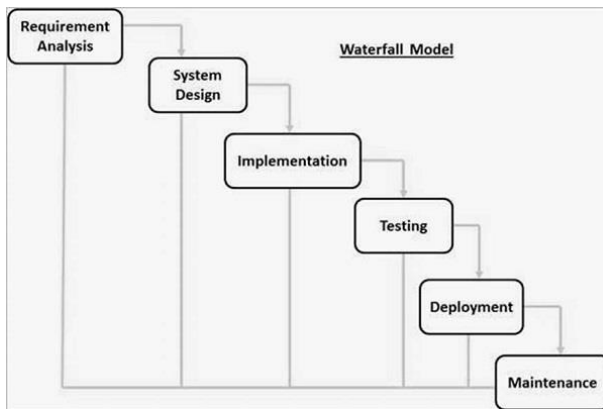 Requirement
Analysis
Waterfall Model
System
Design
Implementation
Testing
Deployment
Maintenance